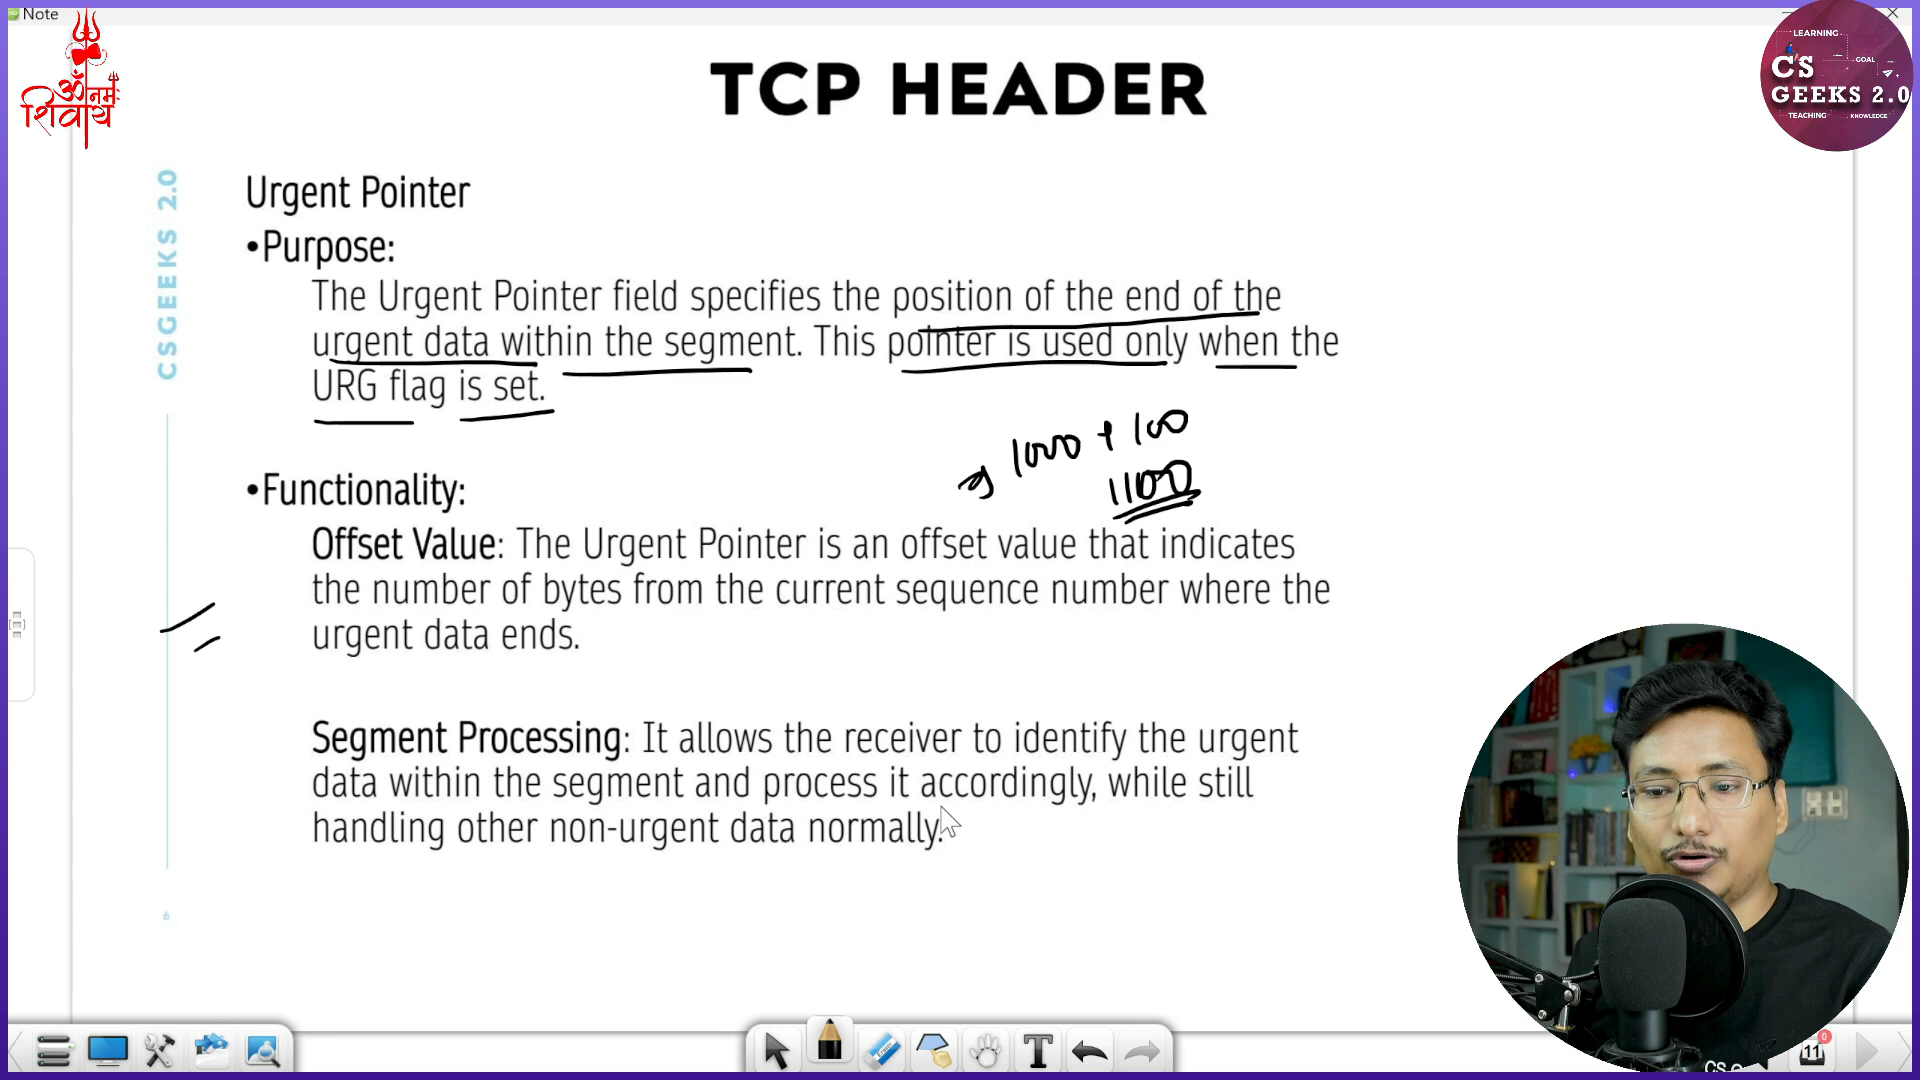 Note
ॐ नमः
शिवाय
TCP HEADER
LEARNING
GOAL
CS
GEEKS 2.0
TEACHING
KNOWLEDGE
CSGEEKS 2.0
Urgent Pointer
•Purpose:
The Urgent Pointer field specifies the position of the end of the
urgent data within the segment. This pointer is used only when the
URG flag is set.
1000 + 100
1100
•Functionality:
Offset Value: The Urgent Pointer is an offset value that indicates
the number of bytes from the current sequence number where the
urgent data ends.
Segment Processing: It allows the receiver to identify the urgent
data within the segment and process it accordingly, while still
handling other non-urgent data normally.
6
T
11
0